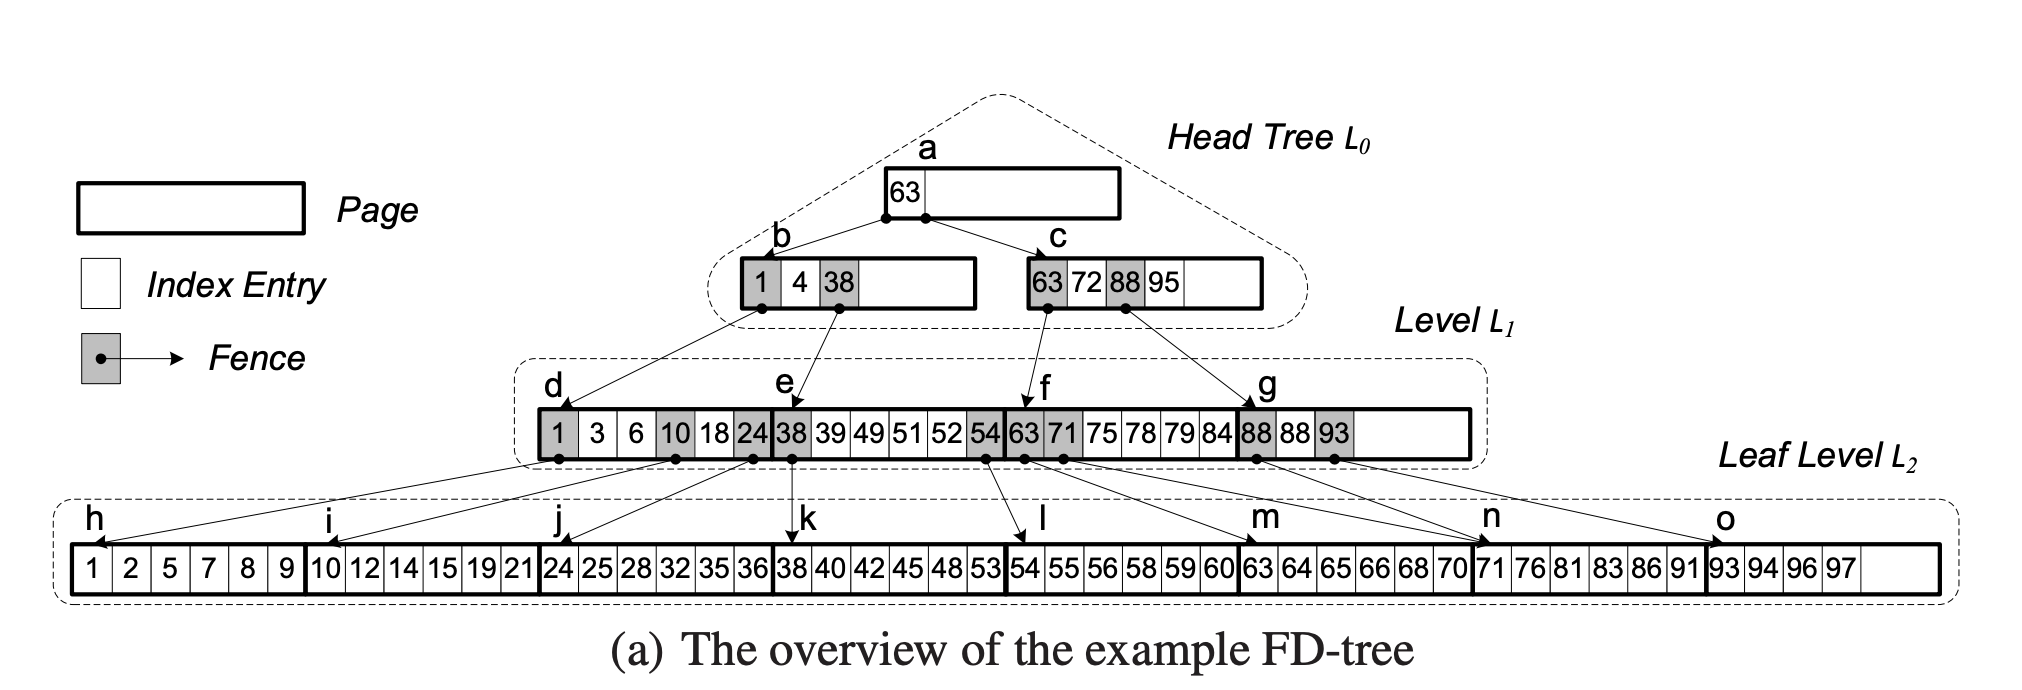 Head Tree L0
a
63
Page
b c
1 4 38 63 72 88 95
Index Entry
Level L1
Fence
d e f g
1 3 6 10 18 24 38 39 49 51 52 54 63 71 75 78 79 84 88 88 93
Leaf Level L2
h i j k l m n o
1 2 5 7 8 9 10 12 14 15 19 21 24 25 28 32 35 36 38 40 42 45 48 53 54 55 56 58 59 60 63 64 65 66 68 70 71 76 81 83 86 91 93 94 96 97
(a) The overview of the example FD-tree